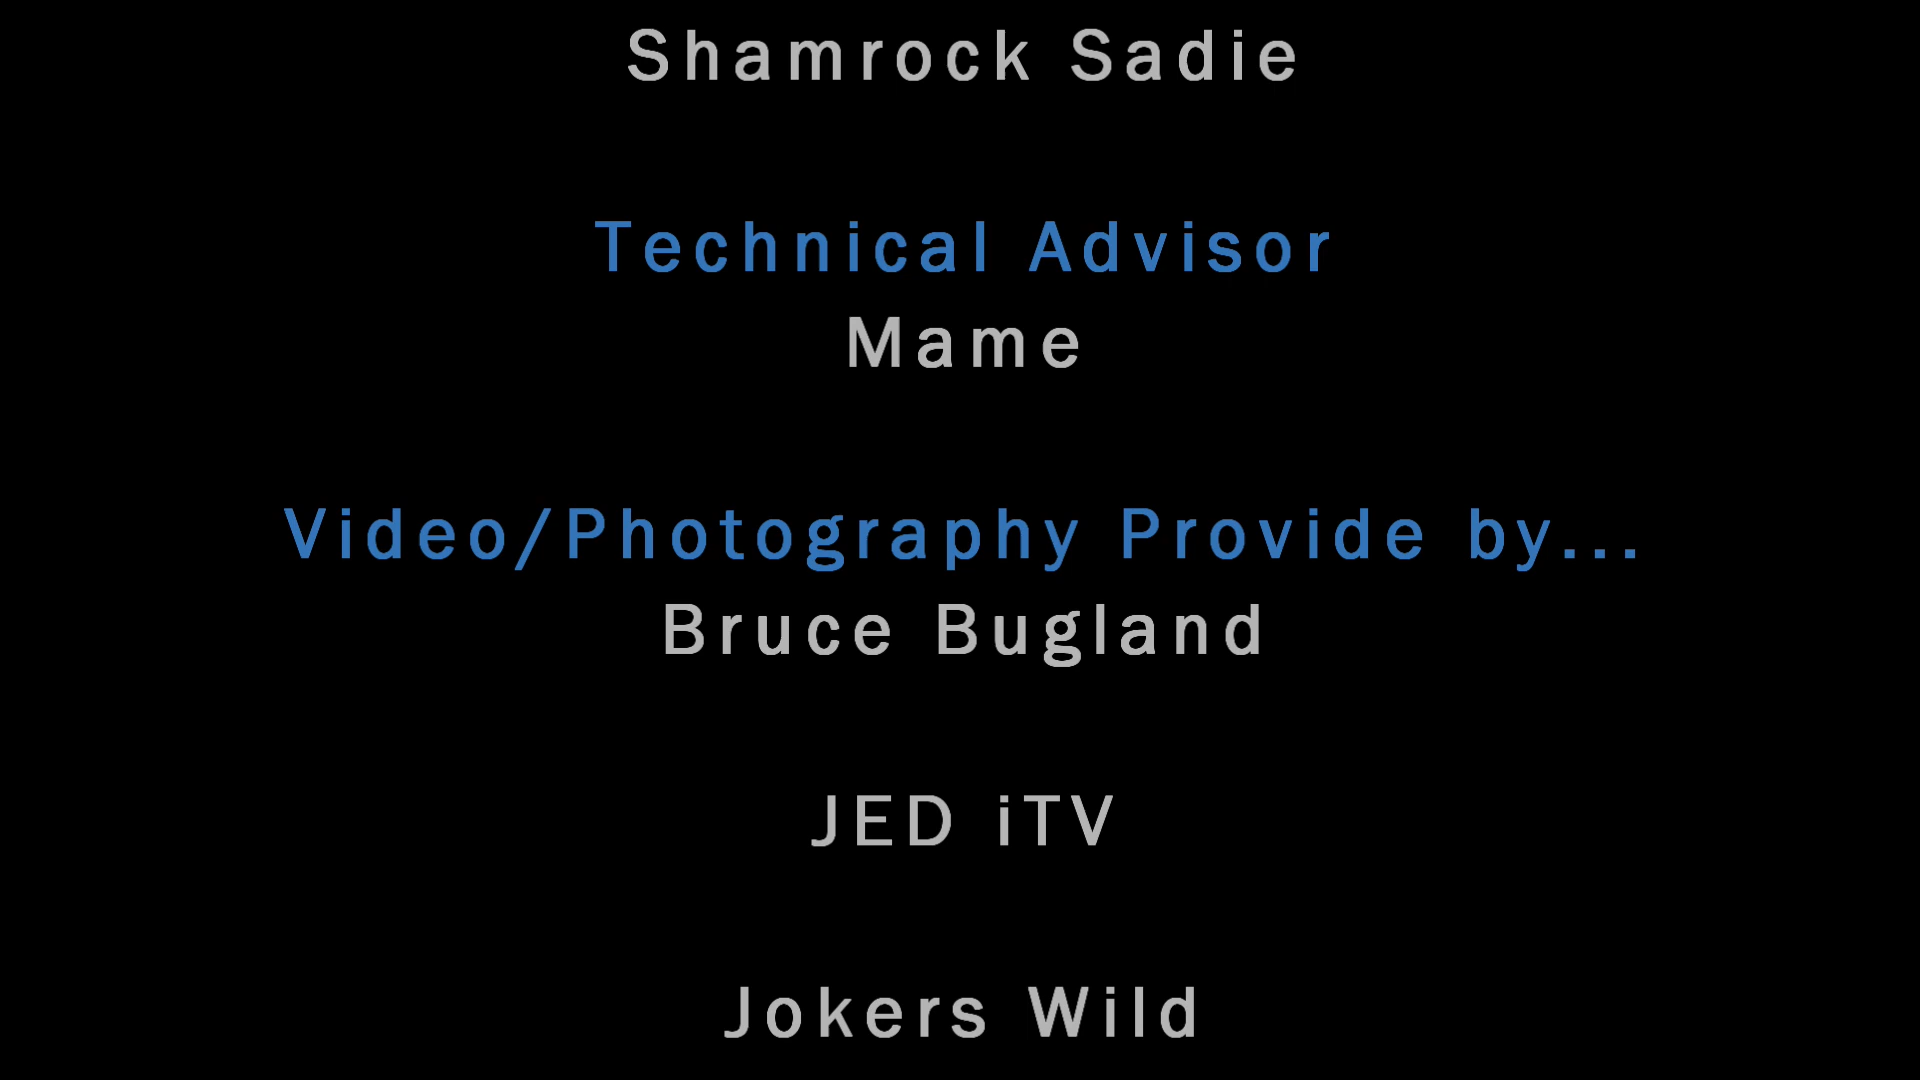 Shamrock Sadie
Technical Advisor
Mame
Video/Photography Provide by...
Bruce Bugland
JED iTV
Jokers Wild